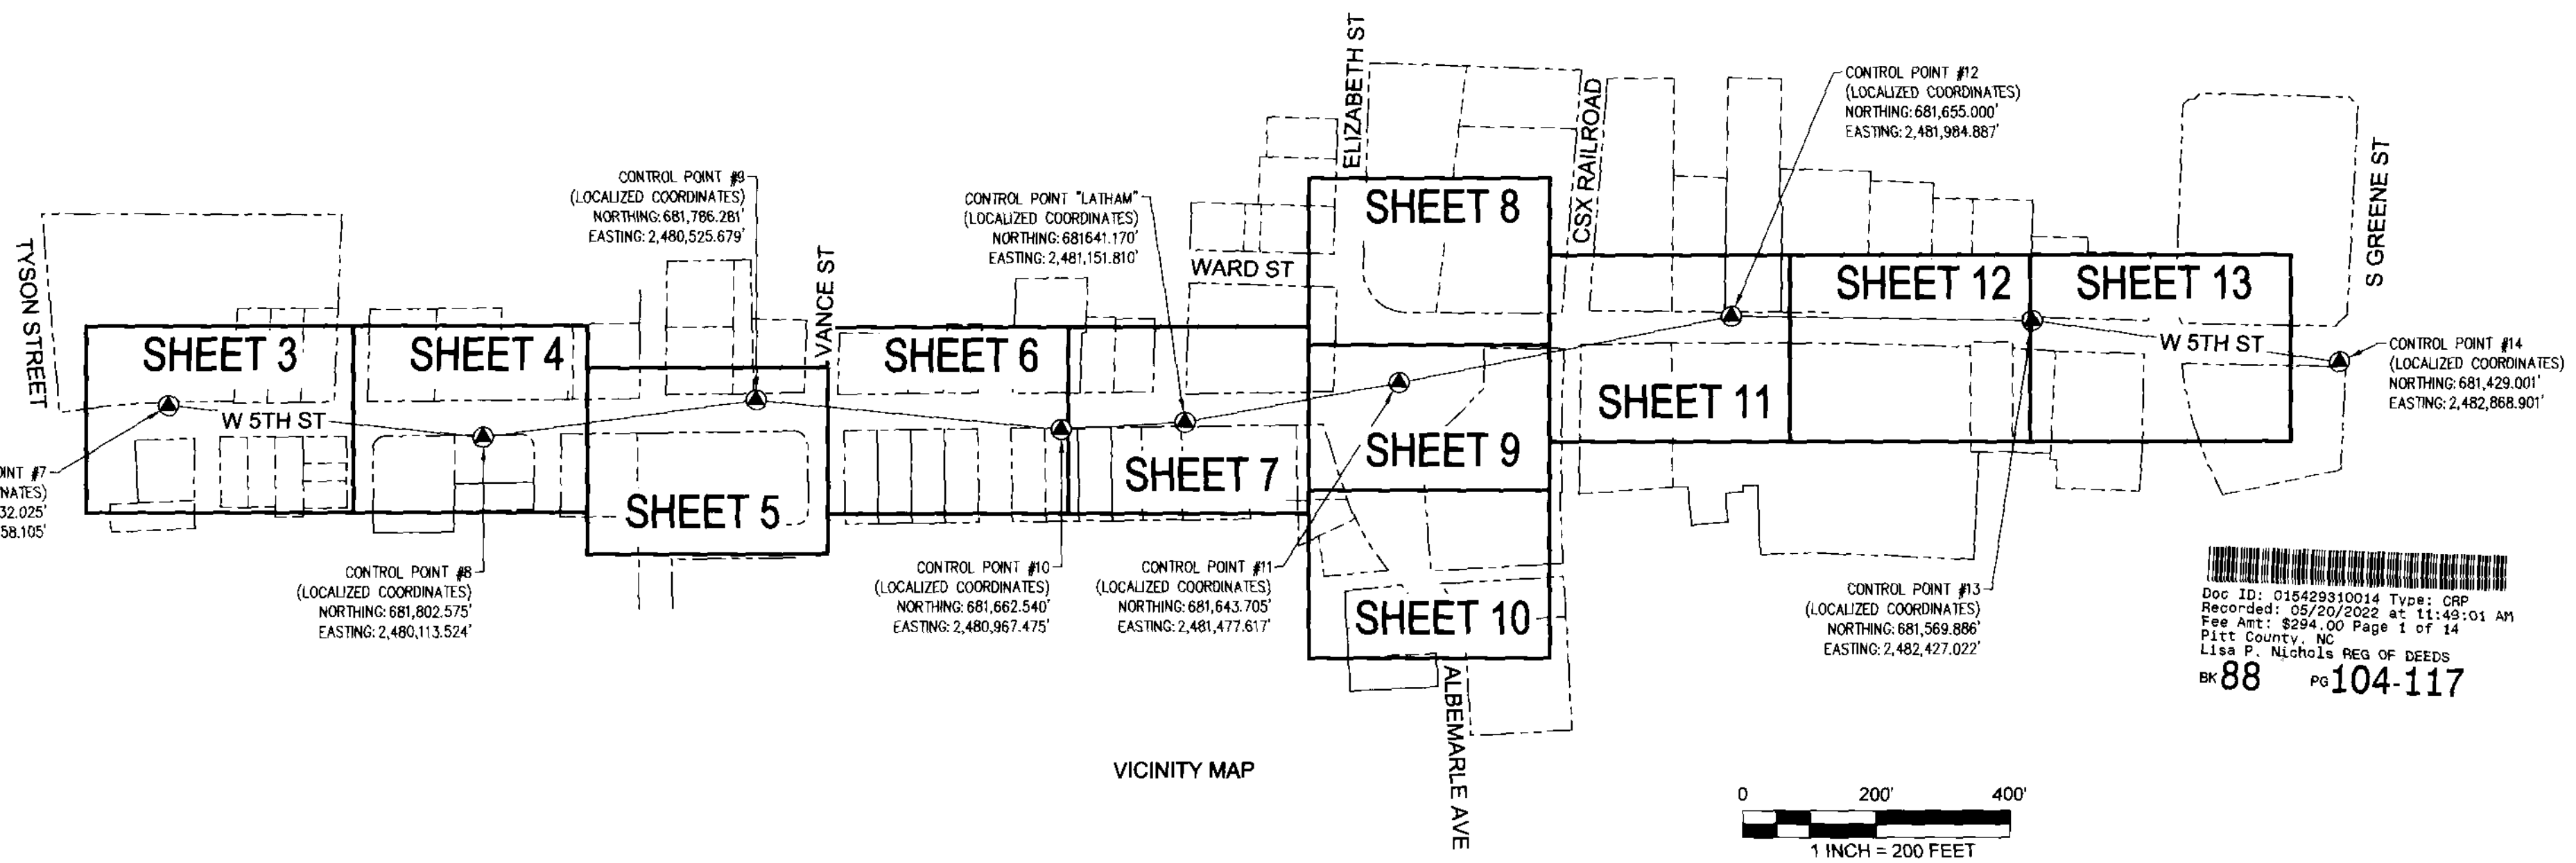 ELIZABETH ST
CONTROL POINT #12
(LOCALIZED COORDINATES)
NORTHING: 681,655.000'
EASTING: 2,481,984.887'
CSX RAILROAD
S GREENE ST
CONTROL POINT #9
(LOCALIZED COORDINATES)
NORTHING: 681,786.281'
EASTING: 2,480,525.679'
CONTROL POINT "LATHAM"
(LOCALIZED COORDINATES)
NORTHING: 681641.170'
EASTING: 2,481,151.810'
TYSON STREET
VANCE ST
WARD ST
SHEET 8
SHEET 12
SHEET 13
SHEET 3
SHEET 4
SHEET 6
W 5TH ST
CONTROL POINT #14
(LOCALIZED COORDINATES)
NORTHING: 681,429.001'
EASTING: 2,482,868.901'
SHEET 11
W 5TH ST
SHEET 9
SHEET 7
SHEET 5
OINT #7
NATES)
32.025'
58.105'
CONTROL POINT #8
(LOCALIZED COORDINATES)
NORTHING: 681,802.575'
EASTING: 2,480,113.524'
CONTROL POINT #10
(LOCALIZED COORDINATES)
NORTHING: 681,662.540'
EASTING: 2,480,967.475'
CONTROL POINT #11
(LOCALIZED COORDINATES)
NORTHING: 681,643.705'
EASTING: 2,481,477.617'
SHEET 10
CONTROL POINT #13
(LOCALIZED COORDINATES)
NORTHING: 681,569.886'
EASTING: 2,482,427.022'
Doc ID: 015429310014 Type: CRP
Recorded: 05/20/2022 at 11:49:01 AM
Fee Amt: $294.00 Page 1 of 14
Pitt County, NC
Lisa P. Nichols REG OF DEEDS
BK 88 PG 104-117
ALBEMARLE AVE
VICINITY MAP
0 200' 400'
1 INCH = 200 FEET